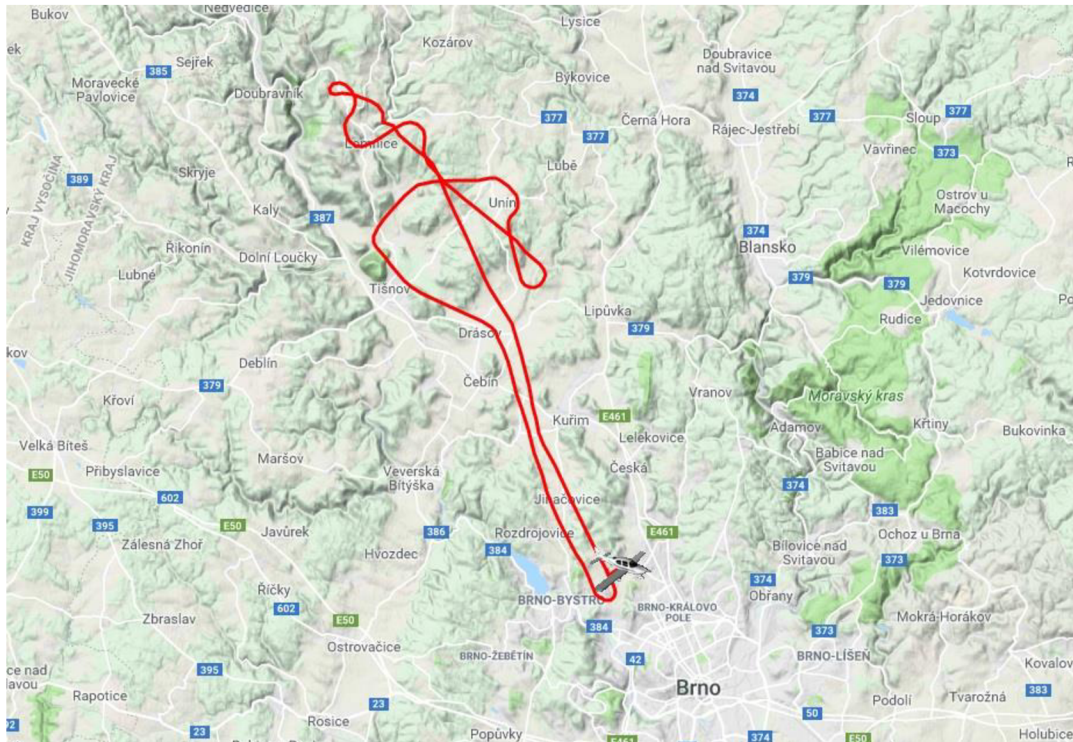 Bukov
Nedvědice
Lysice
Kozárov
Sejřek
385
Moravecké
Pavlovice
Doubravník
Býkovice
Doubravice
nad Svitavou
374
377
377
Černá Hora
Rájec-Jestřebí
377
377
Sloup
Lomnice
373
Vavřinec
KRAJ VYSOČINA
JIHOMORAVSKÝ KRAJ
389
Skryje
Lubě
Ostrov u
Macochy
Kaly
387
Unín
374
Říkonín
Dolní Loučky
Blansko
Vilémovice
Lubné
379
379
Kotvrdovice
Tišnov
Jedovnice
Lipůvka
379
Rudice
Drásov
Deblín
Čebín
379
Křoví
Vranov
Moravský kras
Kuřim
E461
Adamov
Křtiny
Velká Bíteš
Lelekovice
Bukovinka
E50
Přibyslavice
Maršov
Veverská
Bítýška
Česká
Babice nad
Svitavou
602
374
399
395
E50
Javůrek
386
Jinačovice
383
Zálesná Zhoř
Rozdrojovice
E461
Ochoz u Brna
Hvozdec
384
Bílovice nad
Svitavou
373
Říčky
602
374
Obřany
BRNO-BYSTRC
BRNO-KRÁLOVO
POLE
Zbraslav
E50
384
373
Mokrá-Horákov
Ostrovačice
BRNO-ŽEBĚTÍN
42
BRNO-LÍŠEŇ
395
Brno
383
Rapotice
23
Podolí
Tvarožná
Rosice
50
23
Popůvky
E461
374
E50
Holubice